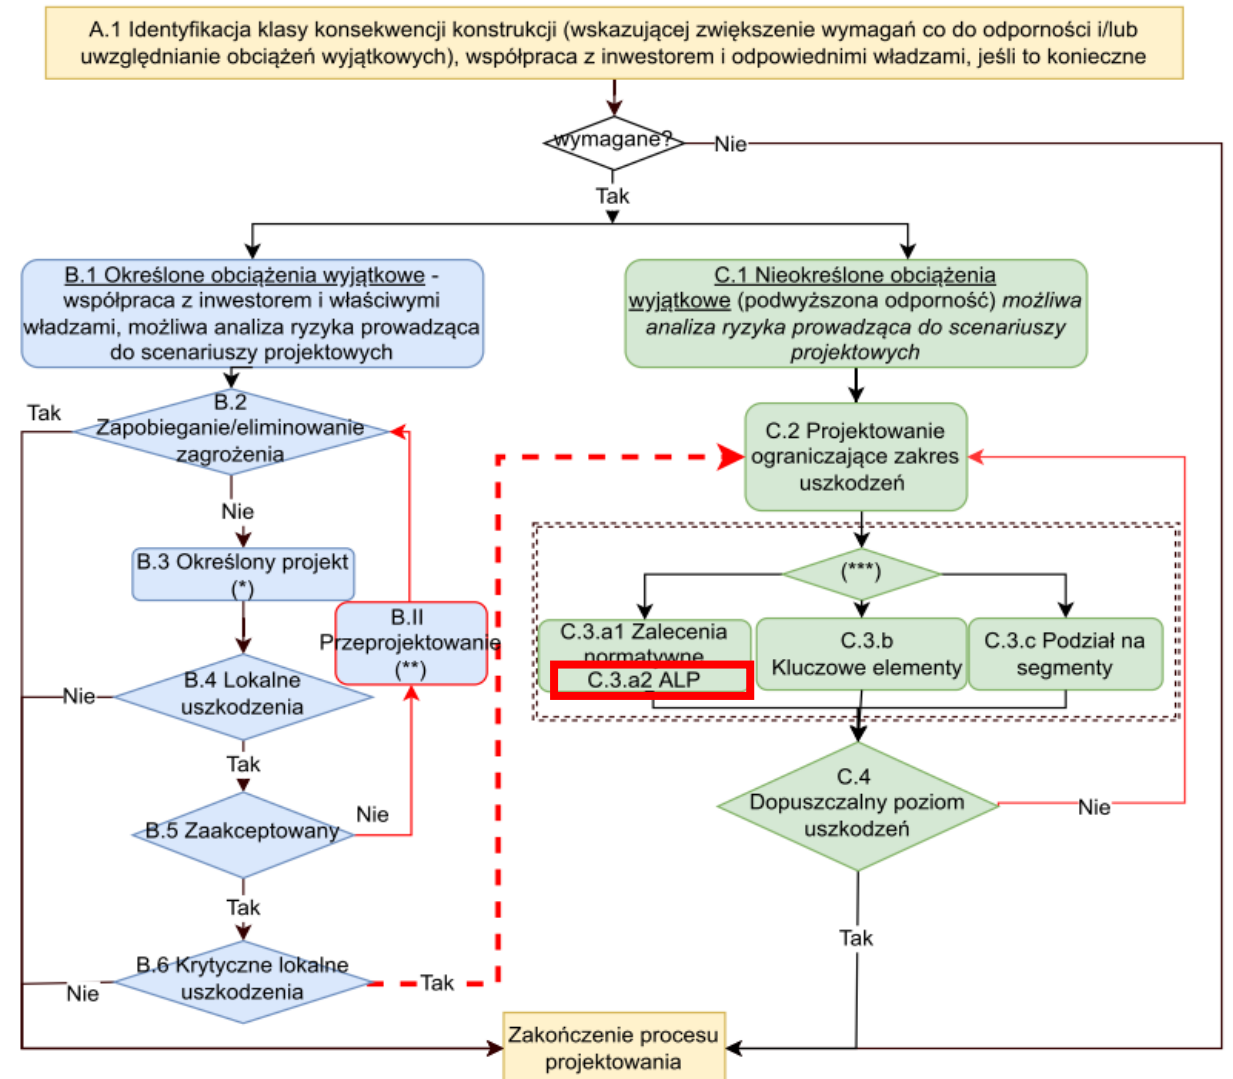 A.1 Identyfikacja klasy konsekwencji konstrukcji (wskazującej zwiększenie wymagań co do odporności i/lub
uwzględnianie obciążeń wyjątkowych), współpraca z inwestorem i odpowiednimi władzami, jeśli to konieczne
wymagane?
Nie
Tak
B.1 Określone obciążenia wyjątkowe -
współpraca z inwestorem i właściwymi
władzami, możliwa analiza ryzyka prowadząca
do scenariuszy projektowych
C.1 Nieokreślone obciążenia
wyjątkowe (podwyższona odporność) możliwa
analiza ryzyka prowadząca do scenariuszy
projektowych
Tak
B.2
Zapobieganie/eliminowanie
zagrożenia
Nie
C.2 Projektowanie
ograniczające zakres
uszkodzeń
B.3 Określony projekt
(*)
B.II
Przeprojektowanie
(**)
(***)
C.3.a1 Zalecenia
normatywne
C.3.a2 ALP
C.3.b
Kluczowe elementy
C.3.c Podział na
segmenty
B.4 Lokalne
uszkodzenia
Nie
Tak
B.5 Zaakceptowany
Nie
C.4
Dopuszczalny poziom
uszkodzeń
Nie
Tak
Tak
B.6 Krytyczne lokalne
uszkodzenia
Nie
Tak
Zakończenie procesu
projektowania